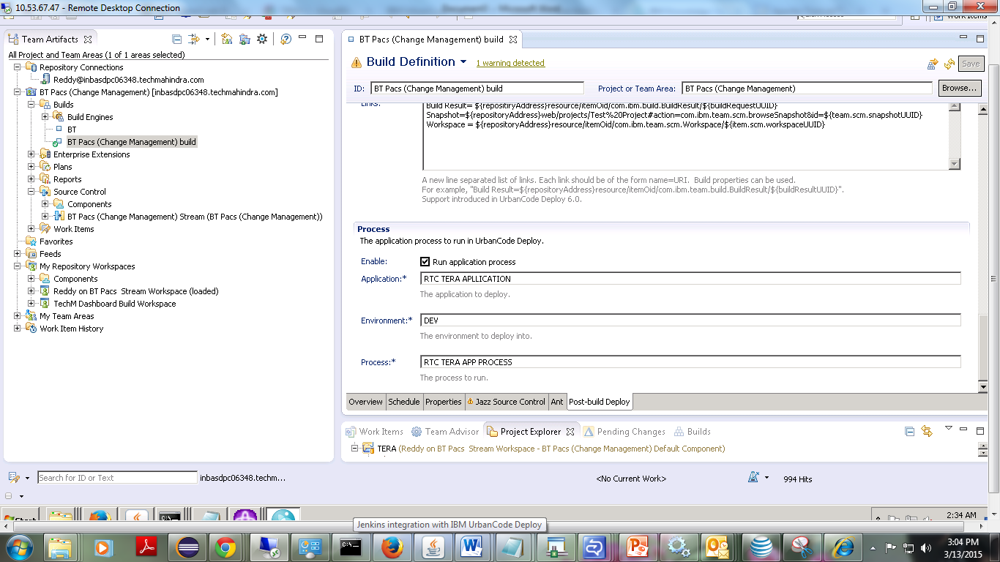 10.53.67.47 - Remote Desktop Connection
Team Artifacts
All Project and Team Areas (1 of 1 areas selected)
Repository Connections
Reddy@inbasdpc06348.techmahindra.com
BT Pacs (Change Management) [inbasdpc06348.techmahindra.com]
Builds
Build Engines
BT
BT Pacs (Change Management) build
Enterprise Extensions
Plans
Reports
Source Control
Components
BT Pacs (Change Management) Stream (BT Pacs (Change Management))
Work Items
Favorites
Feeds
My Repository Workspaces
Components
Reddy on BT Pacs  Stream Workspace (loaded)
TechM Dashboard Build Workspace
My Team Areas
Work Item History
BT Pacs (Change Management) build
Build Definition
1 warning detected
Save
ID: BT Pacs (Change Management) build
Project or Team Area: BT Pacs (Change Management)
Browse...
Links:
Build Result= ${repositoryAddress}resource/itemOid/com.ibm.team.build.BuildResult/${buildRequestUUID}
Snapshot=${repositoryAddress}web/projects/Test%20Project#action=com.ibm.team.scm.browseSnapshot&id=${team.scm.snapshotUUID}
Workspace = ${repositoryAddress}resource/itemOid/com.ibm.team.scm.Workspace/${item.scm.workspaceUUID}
A new line separated list of links. Each link should be of the form name=URI.  Build properties can be used.
For example, "Build Result=${repositoryAddress}resource/itemOid/com.ibm.team.build.BuildResult/${buildResultUUID}".
Support introduced in UrbanCode Deploy 6.0.
Process
The application process to run in UrbanCode Deploy.
Enable: Run application process
Application:* RTC TERA APLLICATION
The application to deploy.
Environment:* DEV
The environment to deploy into.
Process:* RTC TERA APP PROCESS
The process to run.
Overview Schedule Properties Jazz Source Control Ant Post-build Deploy
Work Items Team Advisor Project Explorer Pending Changes Builds
TERA (Reddy on BT Pacs  Stream Workspace - BT Pacs (Change Management) Default Component)
Search for ID or Text
inbasdpc06348.techm...
<No Current Work>
994 Hits
2:34 AM
Jenkins integration with IBM UrbanCode Deploy
3:04 PM
3/13/2015